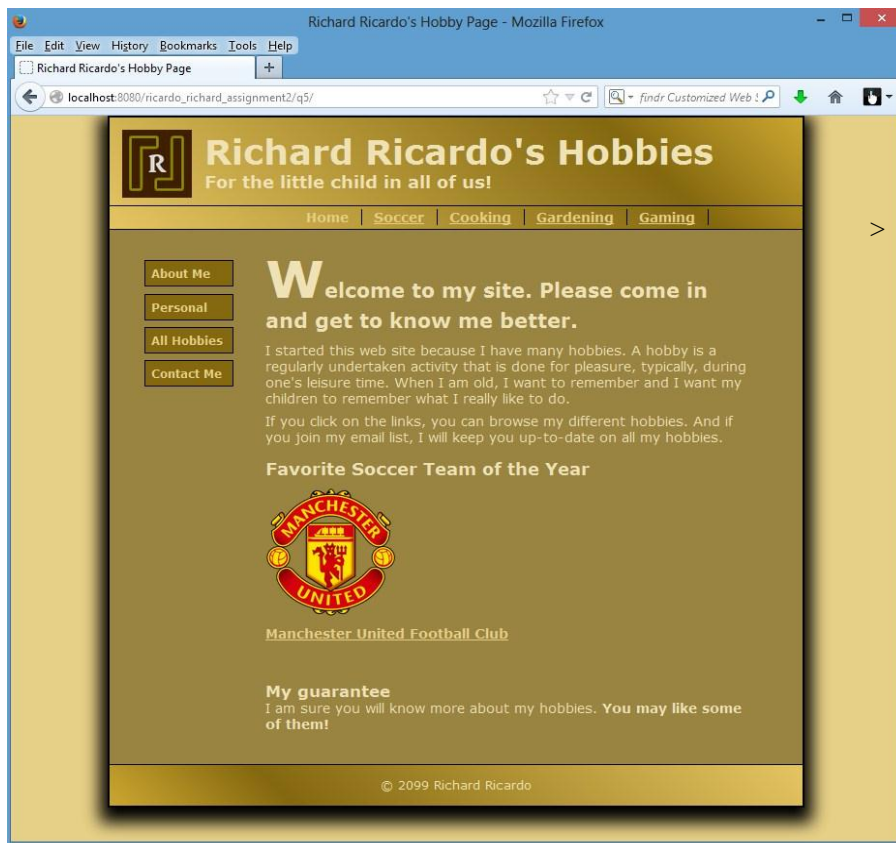 Richard Ricardo's Hobby Page - Mozilla Firefox
File Edit View History Bookmarks Tools Help
Richard Ricardo's Hobby Page +
localhost:8080/ricardo_richard_assignment2/q5/ findr Customized Web S
R
Richard Ricardo's Hobbies
For the little child in all of us!
Home | Soccer | Cooking | Gardening | Gaming |
>
About Me
Personal
All Hobbies
Contact Me
Welcome to my site. Please come in
and get to know me better.
I started this web site because I have many hobbies. A hobby is a
regularly undertaken activity that is done for pleasure, typically, during
one's leisure time. When I am old, I want to remember and I want my
children to remember what I really like to do.
If you click on the links, you can browse my different hobbies. And if
you join my email list, I will keep you up-to-date on all my hobbies.
Favorite Soccer Team of the Year
MANCHESTER
UNITED
Manchester United Football Club
My guarantee
I am sure you will know more about my hobbies. You may like some
of them!
© 2099 Richard Ricardo